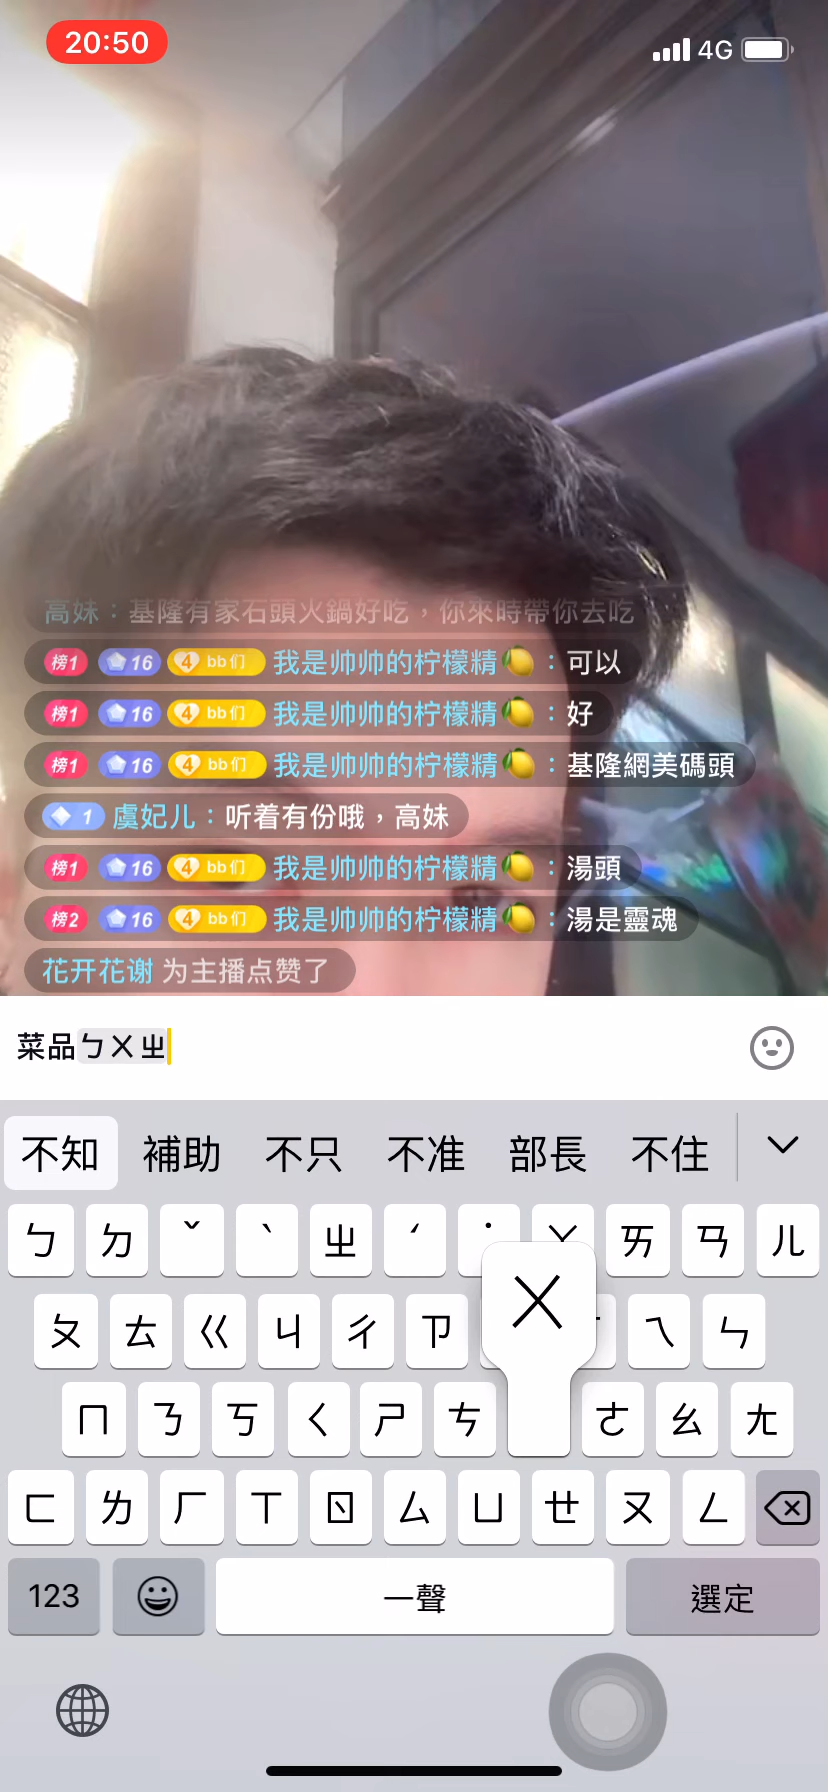 20:50 4G
高妹：基隆有家石頭火鍋好吃，你來時帶你去吃
榜1 16 4 bb们 我是帅帅的柠檬精🍋：可以
榜1 16 4 bb们 我是帅帅的柠檬精🍋：好
榜1 16 4 bb们 我是帅帅的柠檬精🍋：基隆網美碼頭
1 虞妃儿：听着有份哦，高妹
榜1 16 4 bb们 我是帅帅的柠檬精🍋：湯頭
榜2 16 4 bb们 我是帅帅的柠檬精🍋：湯是靈魂
花开花谢 为主播点赞了
菜品ㄅㄨㄓ
不知 補助 不只 不准 部長 不住
ㄅ ㄉ ˇ ˋ ㄓ ˊ ˙ ㄚ ㄞ ㄢ ㄦ
ㄆ ㄊ ㄍ ㄐ ㄔ ㄗ ㄟ ㄣ
ㄇ ㄋ ㄎ ㄑ ㄕ ㄘ ㄨ ㄜ ㄠ ㄤ
ㄈ ㄌ ㄏ ㄒ ㄖ ㄙ ㄩ ㄝ ㄡ ㄥ
123 一聲 選定